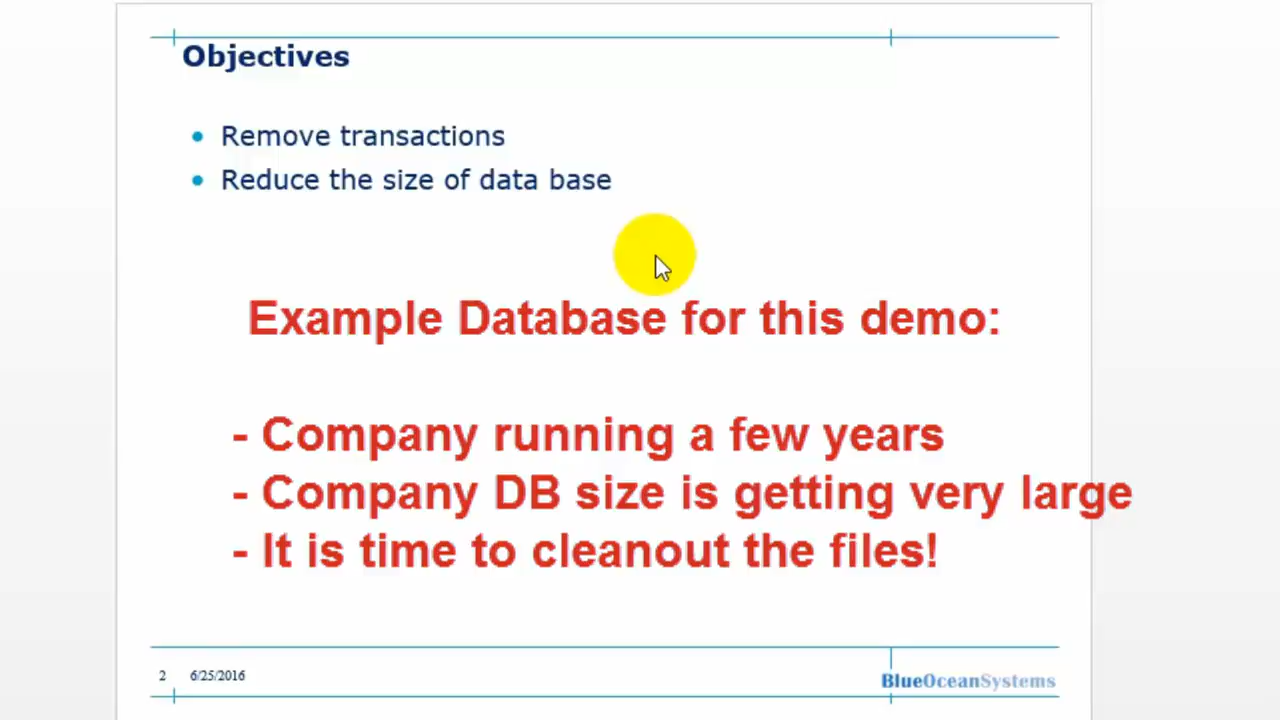 Objectives
• Remove transactions
• Reduce the size of data base
Example Database for this demo:
- Company running a few years
- Company DB size is getting very large
- It is time to cleanout the files!
2 6/25/2016
BlueOceanSystems